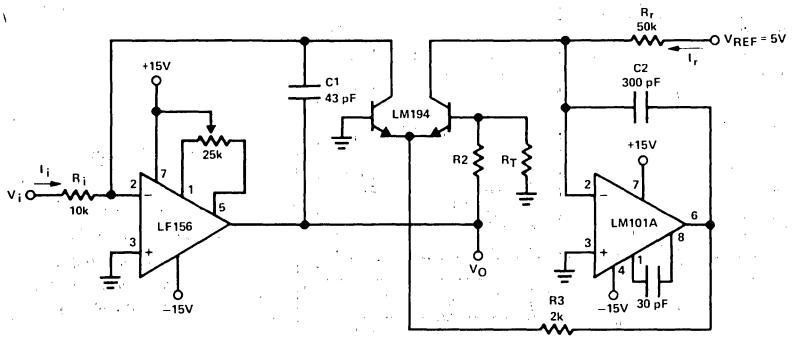 Rr
50k
VREF = 5V
Ir
+15V
C1
43 pF
LM194
C2
300 pF
25k
+15V
R2
RT
Ii
Ri
Vi
10k
7
1
5
2
−
LF156
3
+
−15V
VO
7
2
−
LM101A
6
8
3
+
1
4
−15V
30 pF
R3
2k